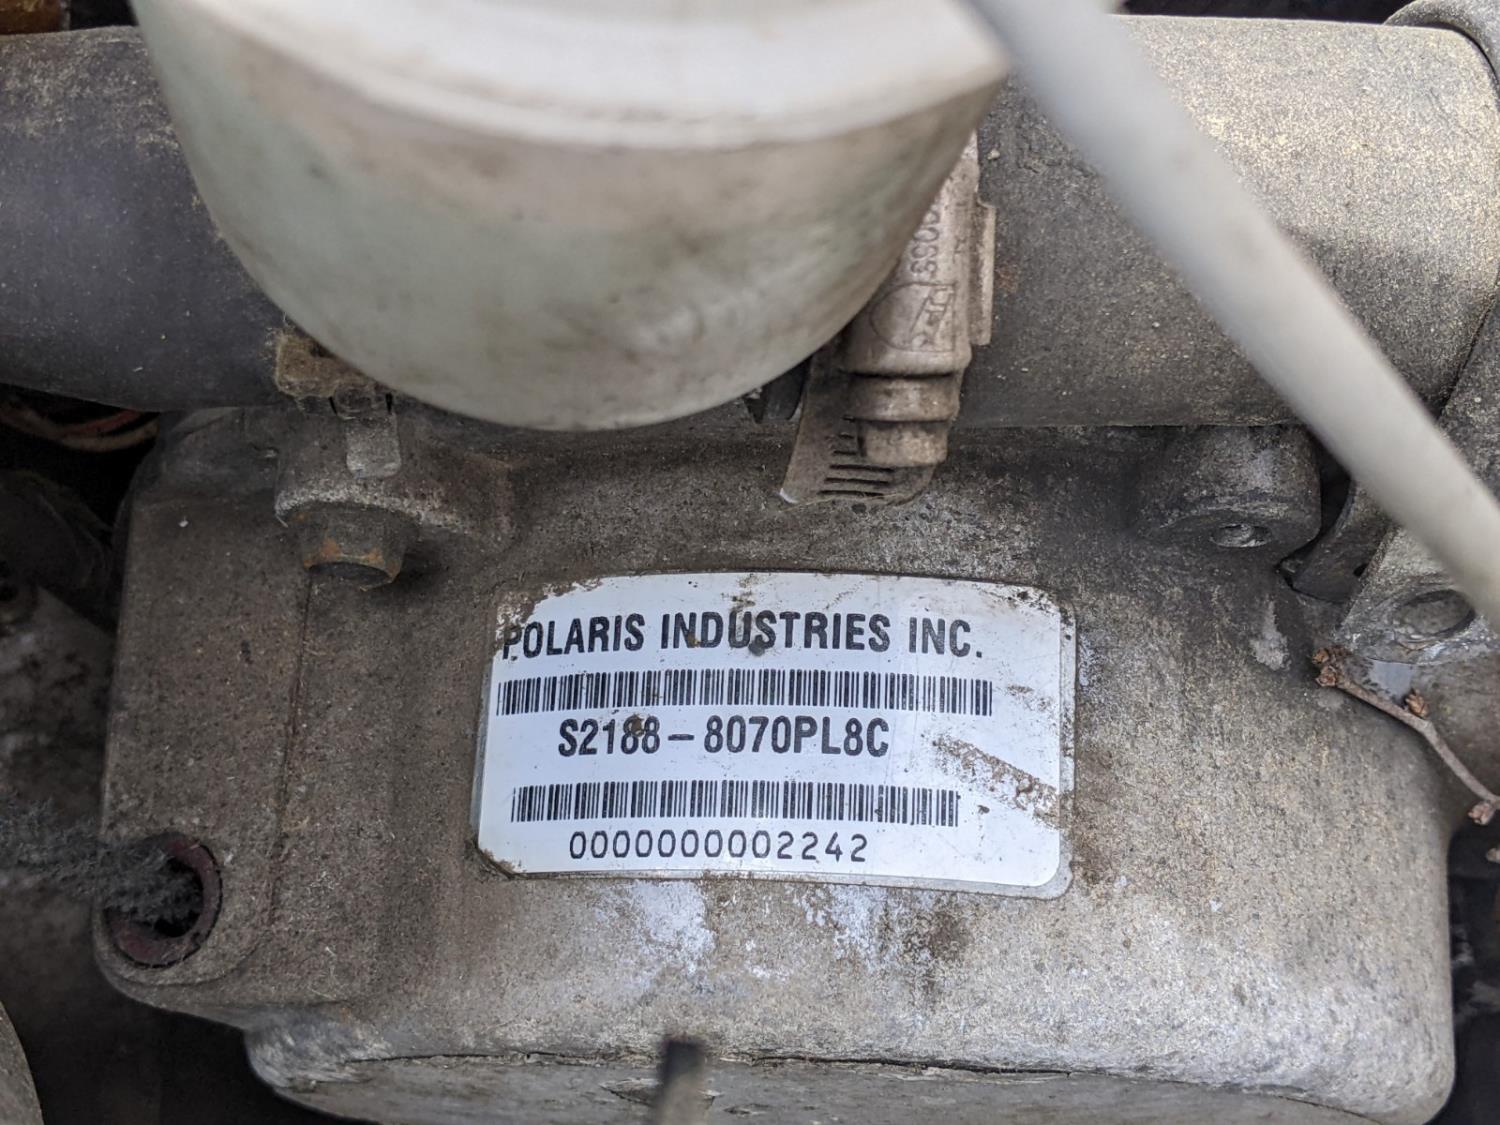 POLARIS INDUSTRIES INC.
S2188-8070PL8C
0000000002242